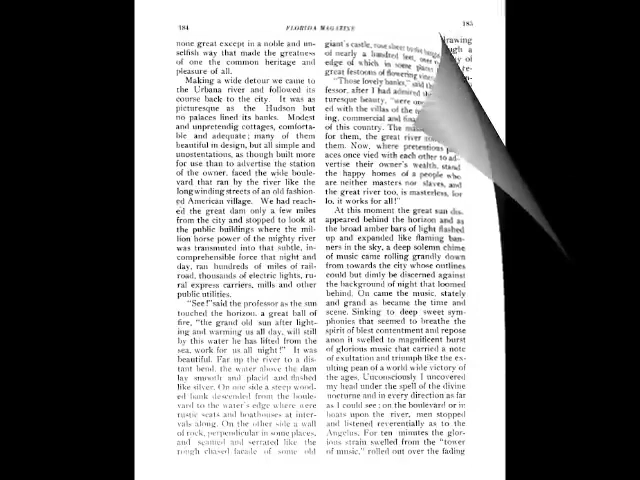 184
FLORIDA MAGAZINE
185
none great except in a noble and un-
selfish way that made the greatness
of one the common heritage and
pleasure of all.
Making a wide detour we came to
the Urbana river and followed its
course back to the city. It was as
picturesque as the Hudson but
no palaces lined its banks. Modest
and unpretendig cottages, comforta-
ble and adequate; many of them
beautiful in design, but all simple and
unostentations, as though built more
for use than to advertise the station
of the owner, faced the wide boule-
vard that ran by the river like the
long winding streets of an old fashion-
ed American village. We had reach-
ed the great dam only a few miles
from the city and stopped to look at
the public buildings where the mil-
lion horse power of the mighty river
was transmuted into that subtle, in-
comprehensible force that night and
day, ran hundreds of miles of rail-
road, thousands of electric lights, ru-
ral express carriers, mills and other
public utilities.
"See!" said the professor as the sun
touched the horizon, a great ball of
fire, "the grand old sun after light-
ing and warming us all day, will still
by this water he has lifted from the
sea, work for us all night!" It was
beautiful. Far up the river to a dis-
tant bend, the water above the dam
lay smooth and placid and flashed
like silver. On one side a steep wood-
ed bank descended from the boule-
vard to the water's edge where were
rustic seats and boathouses at inter-
vals along. On the other side a wall
of rock, perpendicular in some places,
and seamed and serrated like the
rough chased facade of some old
giant's castle, rose sheer to the
of nearly a hundred feet, over
edge of which in some places
great festoons of flowering vines
"Those lovely banks," said the
fessor, after I had admired
turesque beauty, "were
ed with the villas of the
ing, commercial and
of this country. The
for them, the great river
them. Now, where pretentious
aces once vied with each other to ad-
vertise their owner's wealth, stand
the happy homes of a people who
are neither masters nor slaves, and
the great river too, is masterless, for
lo, it works for all!"
At this moment the great sun dis-
appeared behind the horizon and as
the broad amber bars of light flashed
up and expanded like flaming ban-
ners in the sky, a deep solemn chime
of music came rolling grandly down
from towards the city whose outlines
could but dimly be discerned against
the background of night that loomed
behind. On came the music, stately
and grand as became the time and
scene. Sinking to deep sweet sym-
phonies that seemed to breathe the
spirit of blest contentment and repose
anon it swelled to magnificent burst
of glorious music that carried a note
of exultation and triumph like the ex-
ulting pean of a world wide victory of
the ages. Unconsciously I uncovered
my head under the spell of the divine
nocturne and in every direction as far
as I could see; on the boulevard or in
boats upon the river, men stopped
and listened reverentially as to the
Angelus. For ten minutes the glor-
ious strain swelled from the "tower
of music," rolled out over the fading
drawing